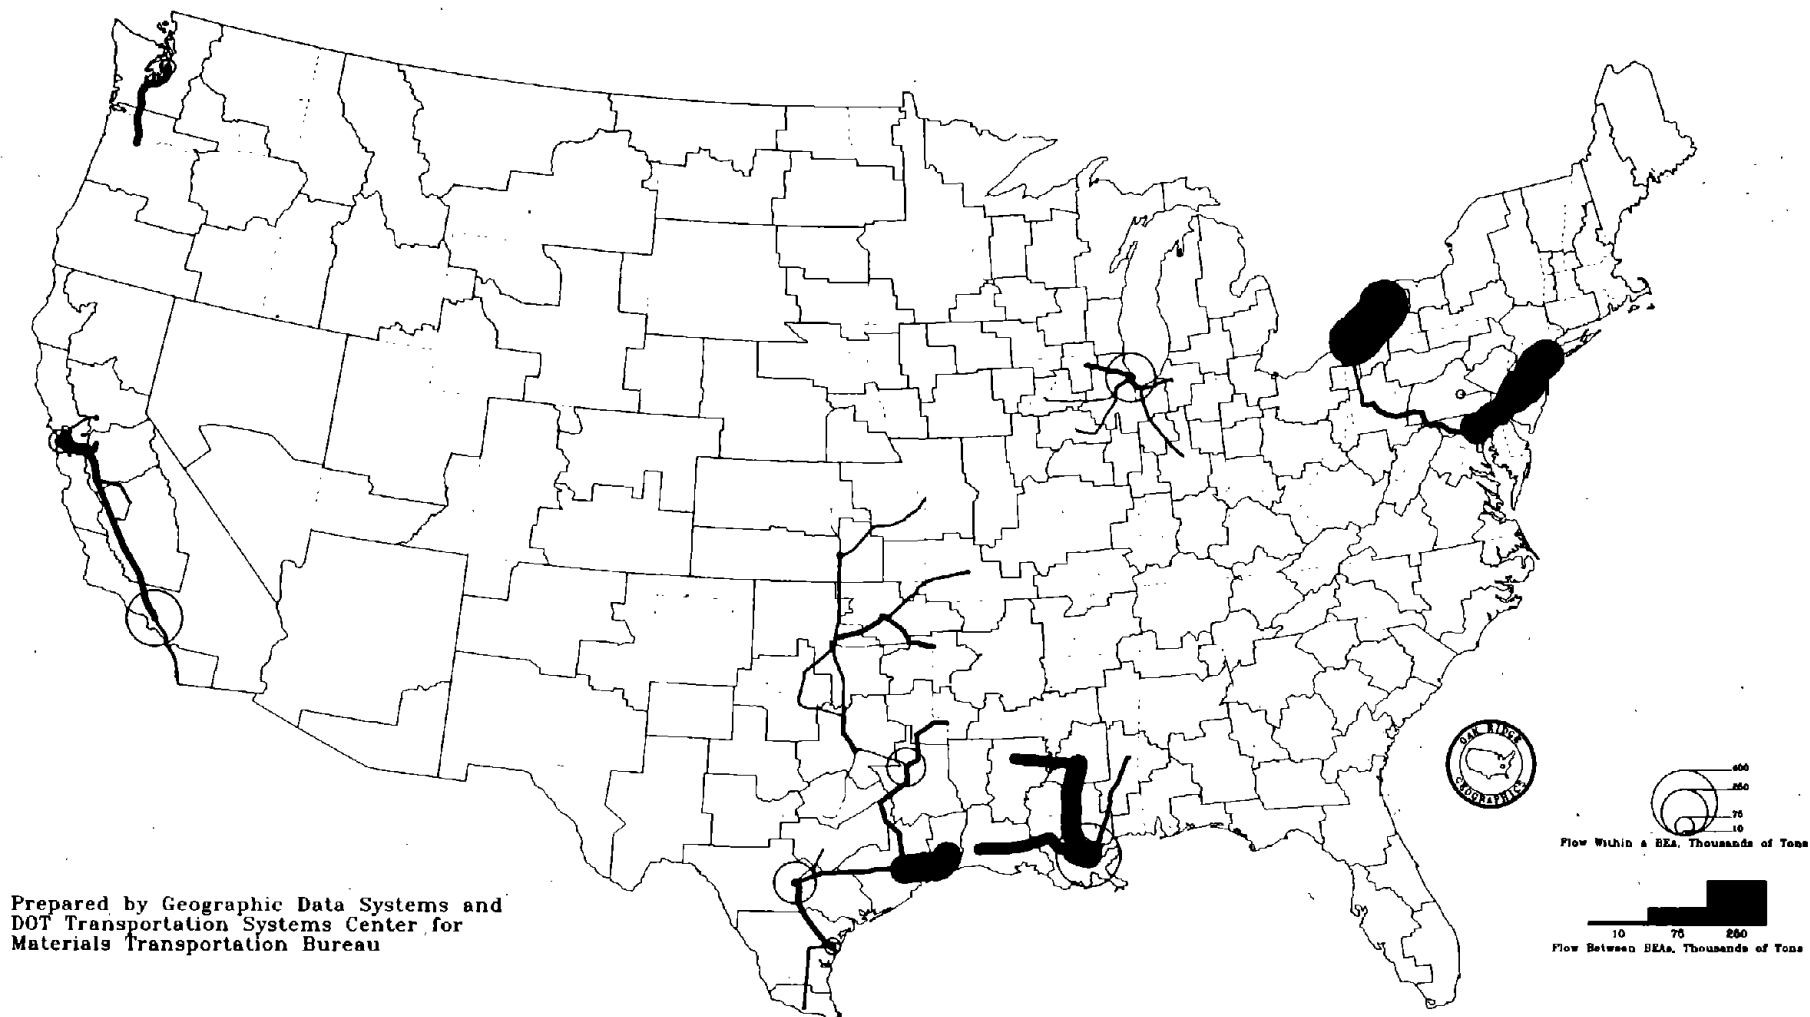 OAK RIDGE
GEOGRAPHICS
400
250
75
10
Flow Within a BEA, Thousands of Tons
10 75 250
Flow Between BEAs, Thousands of Tons
Prepared by Geographic Data Systems and
DOT Transportation Systems Center for
Materials Transportation Bureau